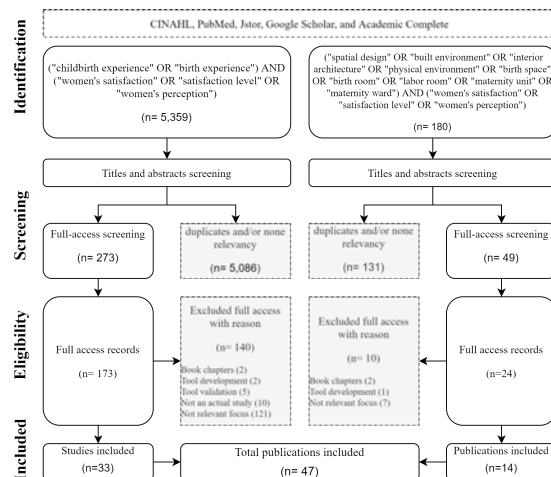 CINAHL, PubMed, Jstor, Google Scholar, and Academic Complete
Identification
("childbirth experience" OR "birth experience") AND
("women's satisfaction" OR "satisfaction level" OR
"women's perception")
(n = 5,359)
("spatial design" OR "built environment" OR "interior
architecture" OR "physical environment" OR "birth space"
OR "birth room" OR "labor room" OR "maternity unit" OR
"maternity ward") AND ("women's satisfaction" OR
"satisfaction level" OR "women's perception")
(n= 180)
Titles and abstracts screening
Titles and abstracts screening
Screening
Full-access screening
(n= 273)
duplicates and/or none
relevancy
(n= 5,086)
duplicates and/or none
relevancy
(n= 131)
Full-access screening
(n= 49)
Eligibility
Full access records
(n= 173)
Excluded full access
with reason
(n= 140)
Book chapters (2)
Tool development (2)
Tool validation (5)
Not an actual study (10)
Not relevant focus (121)
Excluded full access
with reason
(n= 10)
Book chapters (2)
Tool development (1)
Not relevant focus (7)
Full access records
(n=24)
Included
Studies included
(n=33)
Total publications included
(n= 47)
Publications included
(n=14)